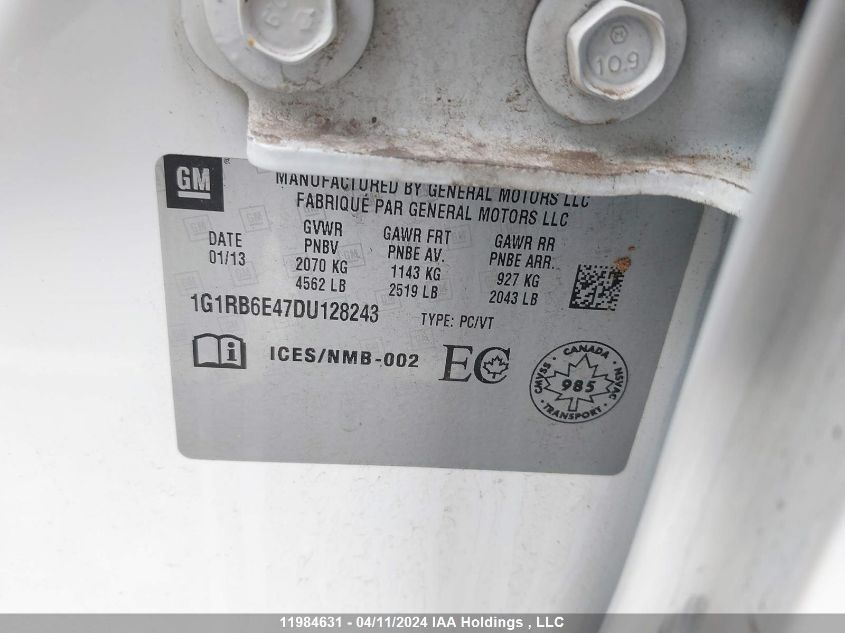 10.9
GM
MANUFACTURED BY GENERAL MOTORS LLC
FABRIQUÉ PAR GENERAL MOTORS LLC
DATE
01/13
GVWR
PNBV
2070 KG
4562 LB
GAWR FRT
PNBE AV.
1143 KG
2519 LB
GAWR RR
PNBE ARR.
927 KG
2043 LB
1G1RB6E47DU128243
TYPE: PC/VT
i
ICES/NMB-002
EC
CANADA
CMVSS
NSVAC
985
TRANSPORT
11984631 - 04/11/2024 IAA Holdings , LLC